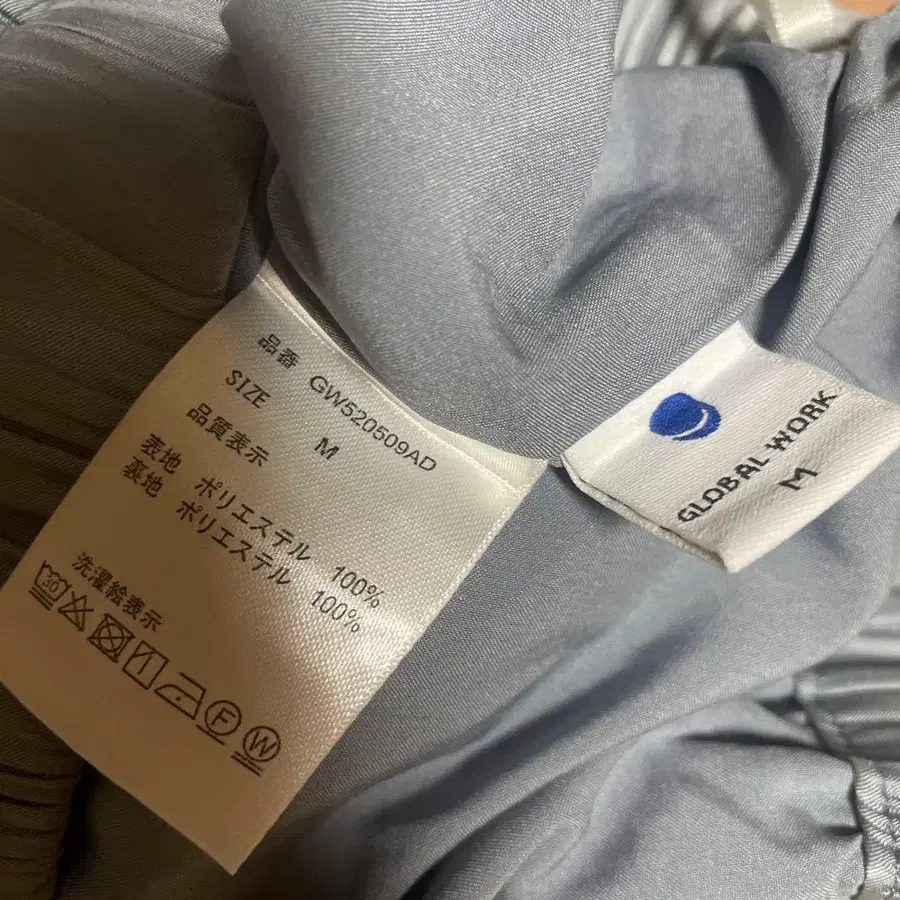 品番 GW520509AD
SIZE M
品質表示
表地 ポリエステル 100%
裏地 ポリエステル 100%
洗濯絵表示
30 F W
GLOBAL WORK
M